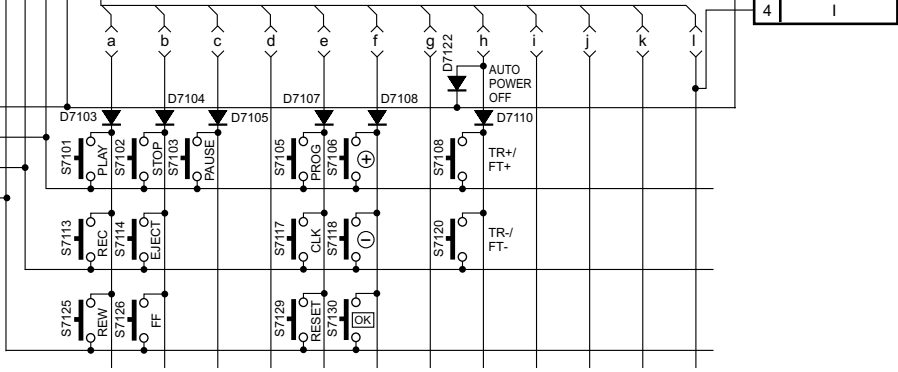 4 I
a b c d e f g h i j k l
D7122
AUTO
POWER
OFF
D7103
D7104
D7105
D7107
D7108
D7110
S7101 PLAY
S7102 STOP
S7103 PAUSE
S7105 PROG
S7106 +
S7108
TR+/
FT+
S7113 REC
S7114 EJECT
S7117 CLK
S7118 −
S7120
TR-/
FT-
S7125 REW
S7126 FF
S7129 RESET
S7130 OK